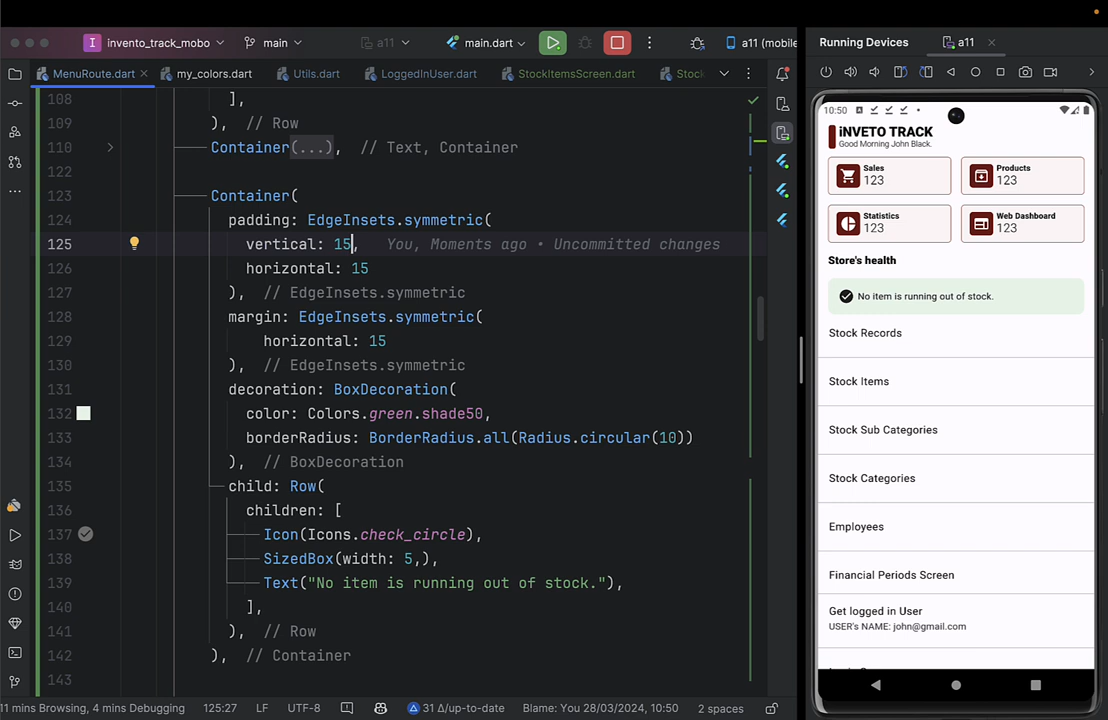 invento_track_mobo
main
a11
main.dart
a11 (mobile
Running Devices
a11
MenuRoute.dart
my_colors.dart
Utils.dart
LoggedInUser.dart
StockItemsScreen.dart
Stock
108 ],
109 ), // Row
110 Container(...), // Text, Container
122
123 Container(
124 padding: EdgeInsets.symmetric(
125 vertical: 15, You, Moments ago • Uncommitted changes
126 horizontal: 15
127 ), // EdgeInsets.symmetric
128 margin: EdgeInsets.symmetric(
129 horizontal: 15
130 ), // EdgeInsets.symmetric
131 decoration: BoxDecoration(
132 color: Colors.green.shade50,
133 borderRadius: BorderRadius.all(Radius.circular(10))
134 ), // BoxDecoration
135 child: Row(
136 children: [
137 Icon(Icons.check_circle),
138 SizedBox(width: 5,),
139 Text("No item is running out of stock."),
140 ],
141 ), // Row
142 ), // Container
143
11 mins Browsing, 4 mins Debugging
125:27
LF
UTF-8
31 Δ/up-to-date
Blame: You 28/03/2024, 10:50
2 spaces
10:50
iNVETO TRACK
Good Morning John Black.
Sales
123
Products
123
Statistics
123
Web Dashboard
123
Store's health
No item is running out of stock.
Stock Records
Stock Items
Stock Sub Categories
Stock Categories
Employees
Financial Periods Screen
Get logged in User
USER's NAME: john@gmail.com